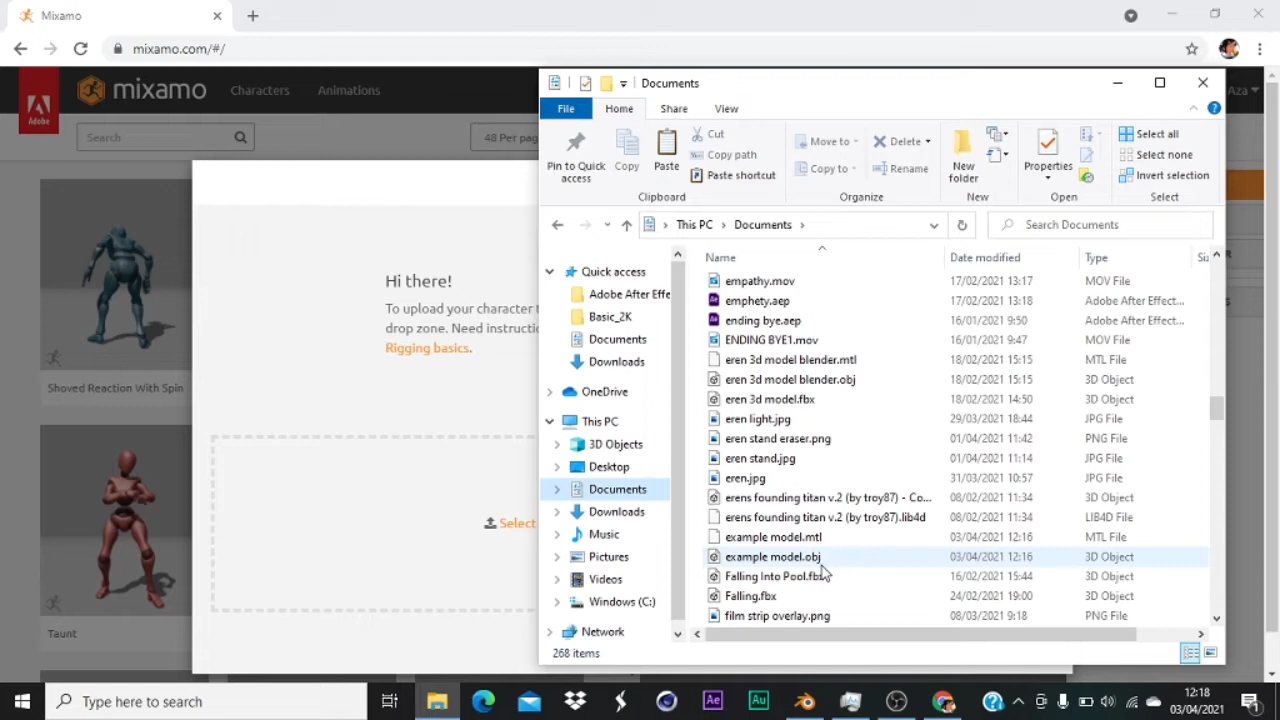 Mixamo
mixamo.com/#/
Adobe
mixamo
Characters
Animations
Aza
Search
48 Per pag
Shoved Reaction With Spin
Taunt
Hi there!
To upload your character t
drop zone. Need instructio
Rigging basics.
Select
Documents
File
Home
Share
View
Pin to Quick
access
Copy
Paste
Cut
Copy path
Paste shortcut
Clipboard
Move to
Copy to
Delete
Rename
Organize
New
folder
New
Properties
Open
Select all
Select none
Invert selection
Select
This PC > Documents >
Search Documents
Quick access
Adobe After Effe
Basic_2K
Documents
Downloads
OneDrive
This PC
3D Objects
Desktop
Documents
Downloads
Music
Pictures
Videos
Windows (C:)
Network
Name Date modified Type Si
empathy.mov 17/02/2021 13:17 MOV File
emphety.aep 17/02/2021 13:18 Adobe After Effect...
ending bye.aep 16/01/2021 9:50 Adobe After Effect...
ENDING BYE1.mov 16/01/2021 9:47 MOV File
eren 3d model blender.mtl 18/02/2021 15:15 MTL File
eren 3d model blender.obj 18/02/2021 15:15 3D Object
eren 3d model.fbx 18/02/2021 14:50 3D Object
eren light.jpg 29/03/2021 18:44 JPG File
eren stand eraser.png 01/04/2021 11:42 PNG File
eren stand.jpg 01/04/2021 11:14 JPG File
eren.jpg 31/03/2021 10:57 JPG File
erens founding titan v.2 (by troy87) - Co... 08/02/2021 11:34 3D Object
erens founding titan v.2 (by troy87).lib4d 08/02/2021 11:34 LIB4D File
example model.mtl 03/04/2021 12:16 MTL File
example model.obj 03/04/2021 12:16 3D Object
Falling Into Pool.fbx 16/02/2021 15:44 3D Object
Falling.fbx 24/02/2021 19:00 3D Object
film strip overlay.png 08/03/2021 9:18 PNG File
268 items
Type here to search
Ae
Au
12:18
03/04/2021
1